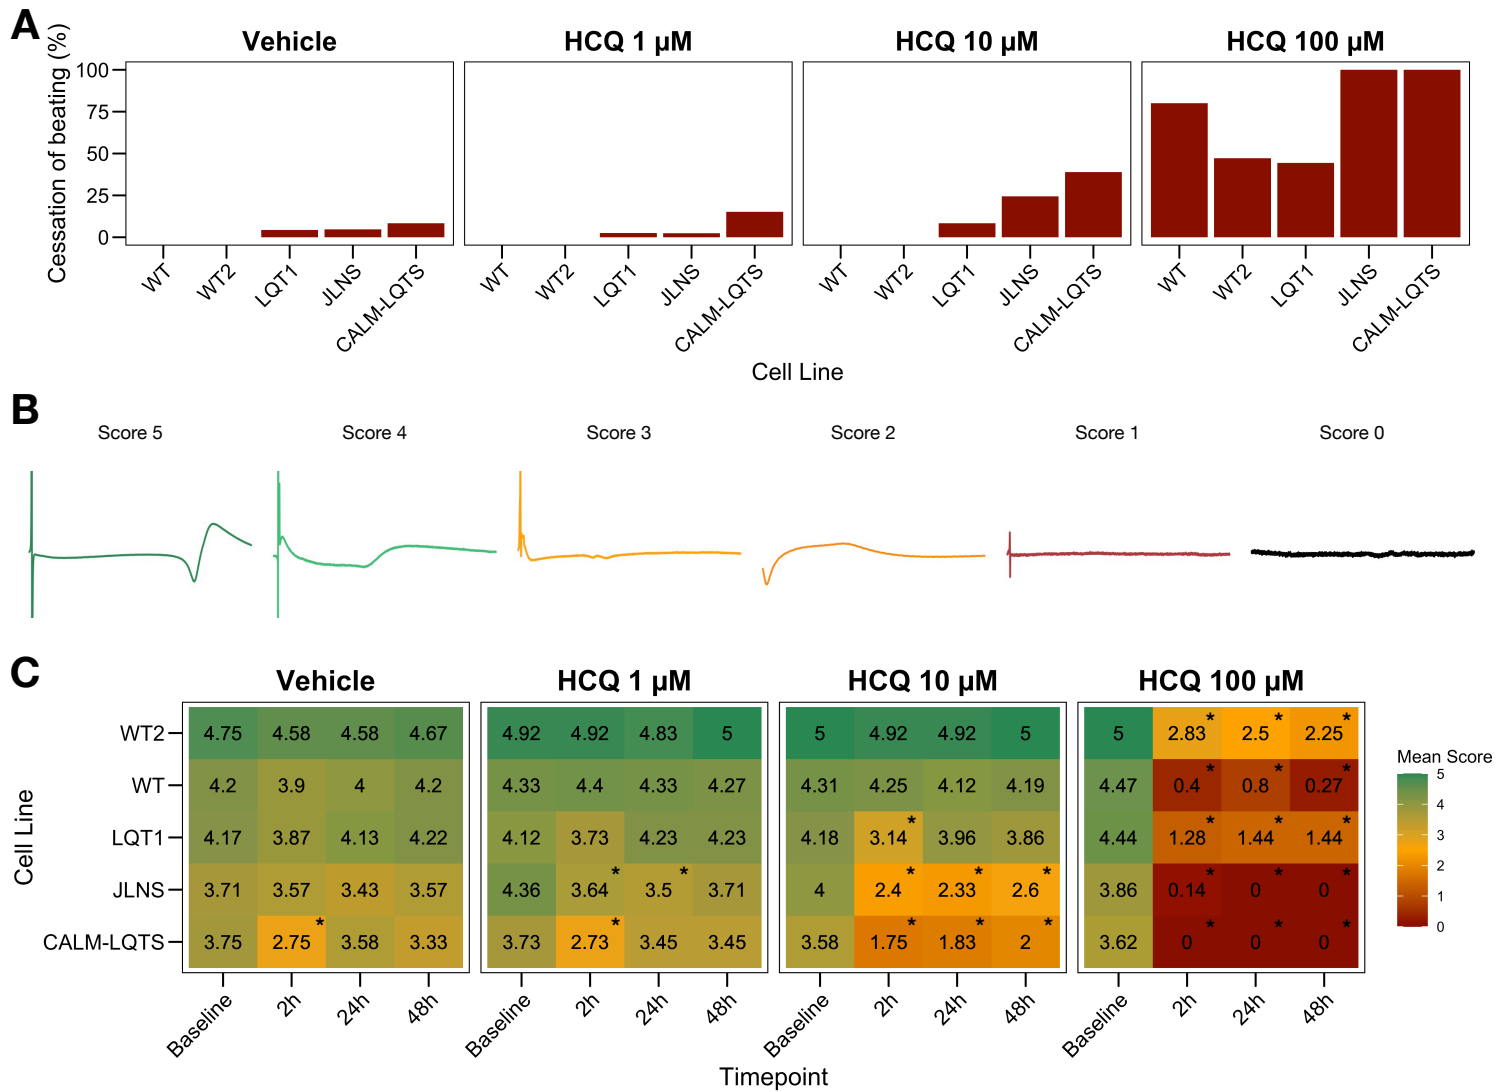 A
Vehicle HCQ 1 µM HCQ 10 µM HCQ 100 µM
Cessation of beating (%)
100
75
50
25
0
WT WT2 LQT1 JLNS CALM-LQTS WT WT2 LQT1 JLNS CALM-LQTS WT WT2 LQT1 JLNS CALM-LQTS WT WT2 LQT1 JLNS CALM-LQTS
Cell Line
B
Score 5 Score 4 Score 3 Score 2 Score 1 Score 0
C
Vehicle HCQ 1 µM HCQ 10 µM HCQ 100 µM
Cell Line
WT2 4.75 4.58 4.58 4.67 4.92 4.92 4.83 5 5 4.92 4.92 5 5 2.83* 2.5* 2.25*
WT 4.2 3.9 4 4.2 4.33 4.4 4.33 4.27 4.31 4.25 4.12 4.19 4.47 0.4* 0.8* 0.27*
LQT1 4.17 3.87 4.13 4.22 4.12 3.73 4.23 4.23 4.18 3.14* 3.96 3.86 4.44 1.28* 1.44* 1.44*
JLNS 3.71 3.57 3.43 3.57 4.36 3.64* 3.5* 3.71 4 2.4* 2.33* 2.6* 3.86 0.14* 0* 0*
CALM-LQTS 3.75 2.75* 3.58 3.33 3.73 2.73* 3.45 3.45 3.58 1.75* 1.83* 2* 3.62 0* 0* 0*
Baseline 2h 24h 48h Baseline 2h 24h 48h Baseline 2h 24h 48h Baseline 2h 24h 48h
Timepoint
Mean Score
5
4
3
2
1
0